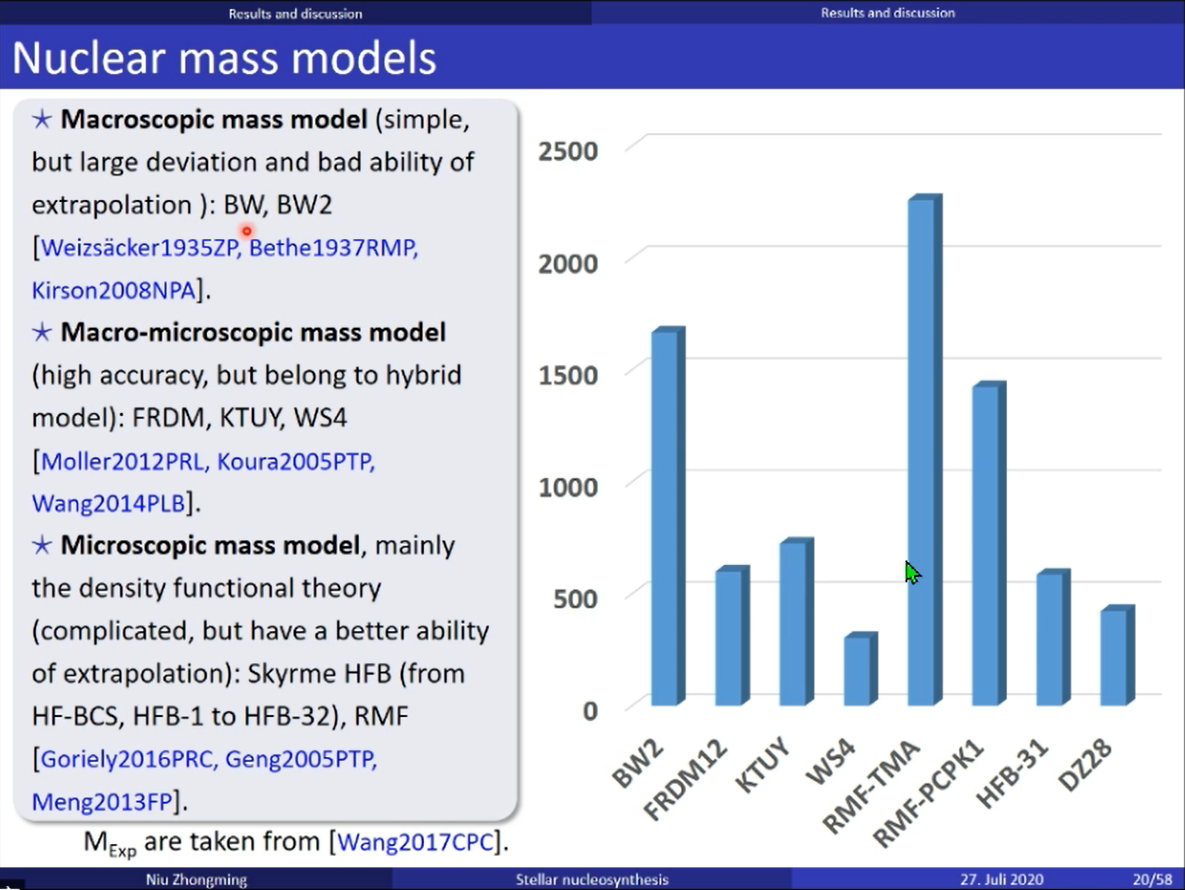 Results and discussion
Results and discussion
Nuclear mass models
★ Macroscopic mass model (simple,
but large deviation and bad ability of
extrapolation ): BW, BW2
[Weizsäcker1935ZP, Bethe1937RMP,
Kirson2008NPA].
★ Macro-microscopic mass model
(high accuracy, but belong to hybrid
model): FRDM, KTUY, WS4
[Moller2012PRL, Koura2005PTP,
Wang2014PLB].
★ Microscopic mass model, mainly
the density functional theory
(complicated, but have a better ability
of extrapolation): Skyrme HFB (from
HF-BCS, HFB-1 to HFB-32), RMF
[Goriely2016PRC, Geng2005PTP,
Meng2013FP].
M_Exp are taken from [Wang2017CPC].
2500
2000
1500
1000
500
0
BW2
FRDM12
KTUY
WS4
RMF-TMA
RMF-PCPK1
HFB-31
DZ28
Niu Zhongming
Stellar nucleosynthesis
27. Juli 2020
20/58